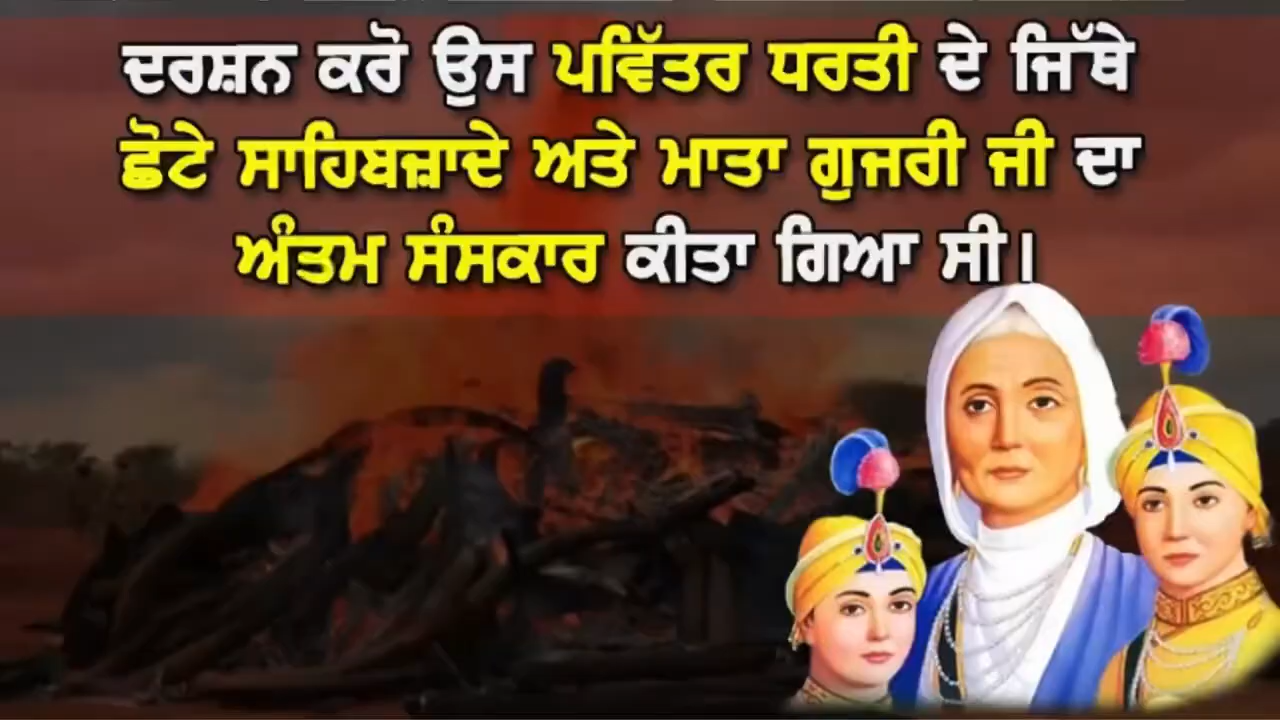 ਦਰਸ਼ਨ ਕਰੋ ਉਸ ਪਵਿੱਤਰ ਧਰਤੀ ਦੇ ਜਿੱਥੇ
ਛੋਟੇ ਸਾਹਿਬਜ਼ਾਦੇ ਅਤੇ ਮਾਤਾ ਗੁਜਰੀ ਜੀ ਦਾ
ਅੰਤਮ ਸੰਸਕਾਰ ਕੀਤਾ ਗਿਆ ਸੀ।